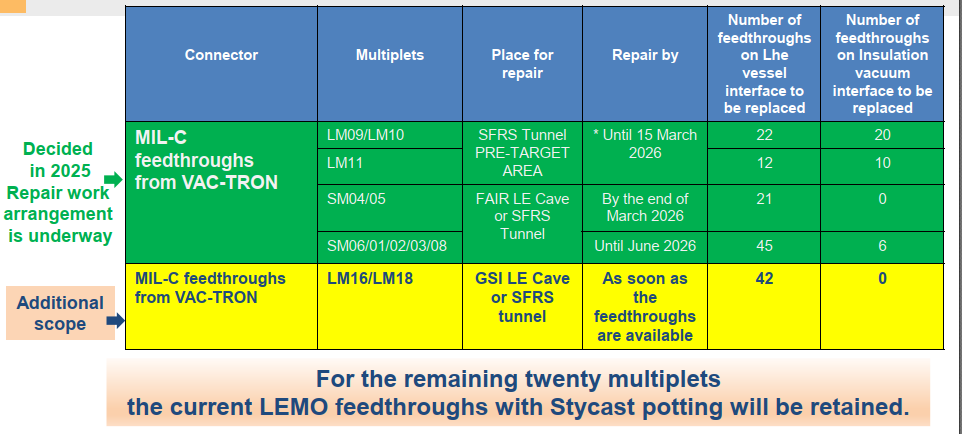 Connector
Multiplets
Place for
repair
Repair by
Number of
feedthroughs
on Lhe
vessel
interface to
be replaced
Number of
feedthroughs
on Insulation
vacuum
interface to be
replaced
Decided
in 2025
Repair work
arrangement
is underway
MIL-C
feedthroughs
from VAC-TRON
LM09/LM10
SFRS Tunnel
PRE-TARGET
AREA
* Until 15 March
2026
22
20
LM11
12
10
SM04/05
FAIR LE Cave
or SFRS
Tunnel
By the end of
March 2026
21
0
SM06/01/02/03/08
Until June 2026
45
6
Additional
scope
MIL-C feedthroughs
from VAC-TRON
LM16/LM18
GSI LE Cave
or SFRS
tunnel
As soon as
the
feedthroughs
are available
42
0
For the remaining twenty multiplets
the current LEMO feedthroughs with Stycast potting will be retained.